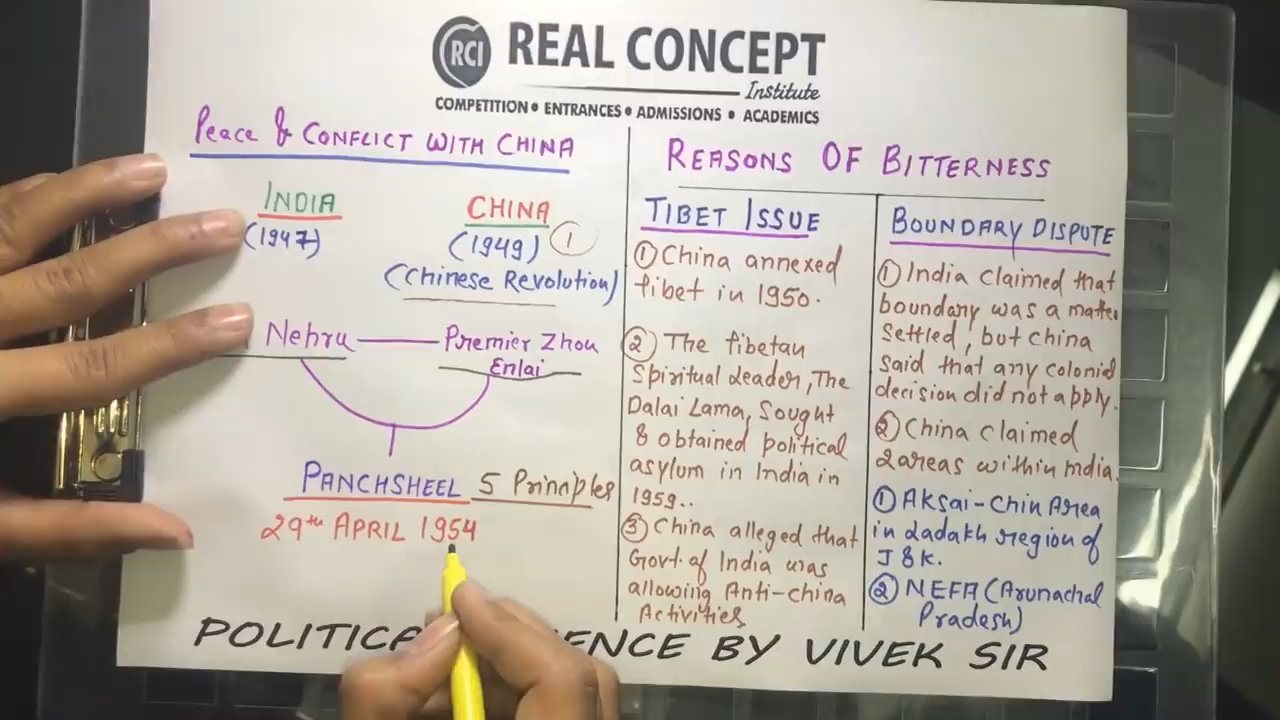 RCI REAL CONCEPT
Institute
COMPETITION • ENTRANCES • ADMISSIONS • ACADEMICS
Peace & CONFLICT WITH CHINA
INDIA
(1947)
CHINA
(1949) 1
(Chinese Revolution)
Nehru — Premier Zhou
Enlai
PANCHSHEEL 5 Principles
29th APRIL 1954
REASONS OF BITTERNESS
TIBET ISSUE
① China annexed
Tibet in 1950.
② The Tibetan
Spiritual Leader, The
Dalai Lama, Sought
& obtained political
asylum in India in
1959..
③ China alleged that
Govt. of India was
allowing Anti-china
Activities
BOUNDARY DISPUTE
① India claimed that
boundary was a matter
Settled, but china
said that any colonial
decision did not apply.
② China claimed
2 areas within India.
① Aksai-Chin Area
in Ladakh region of
J & K.
② NEFA (Arunachal
Pradesh)
BY VIVEK SIR